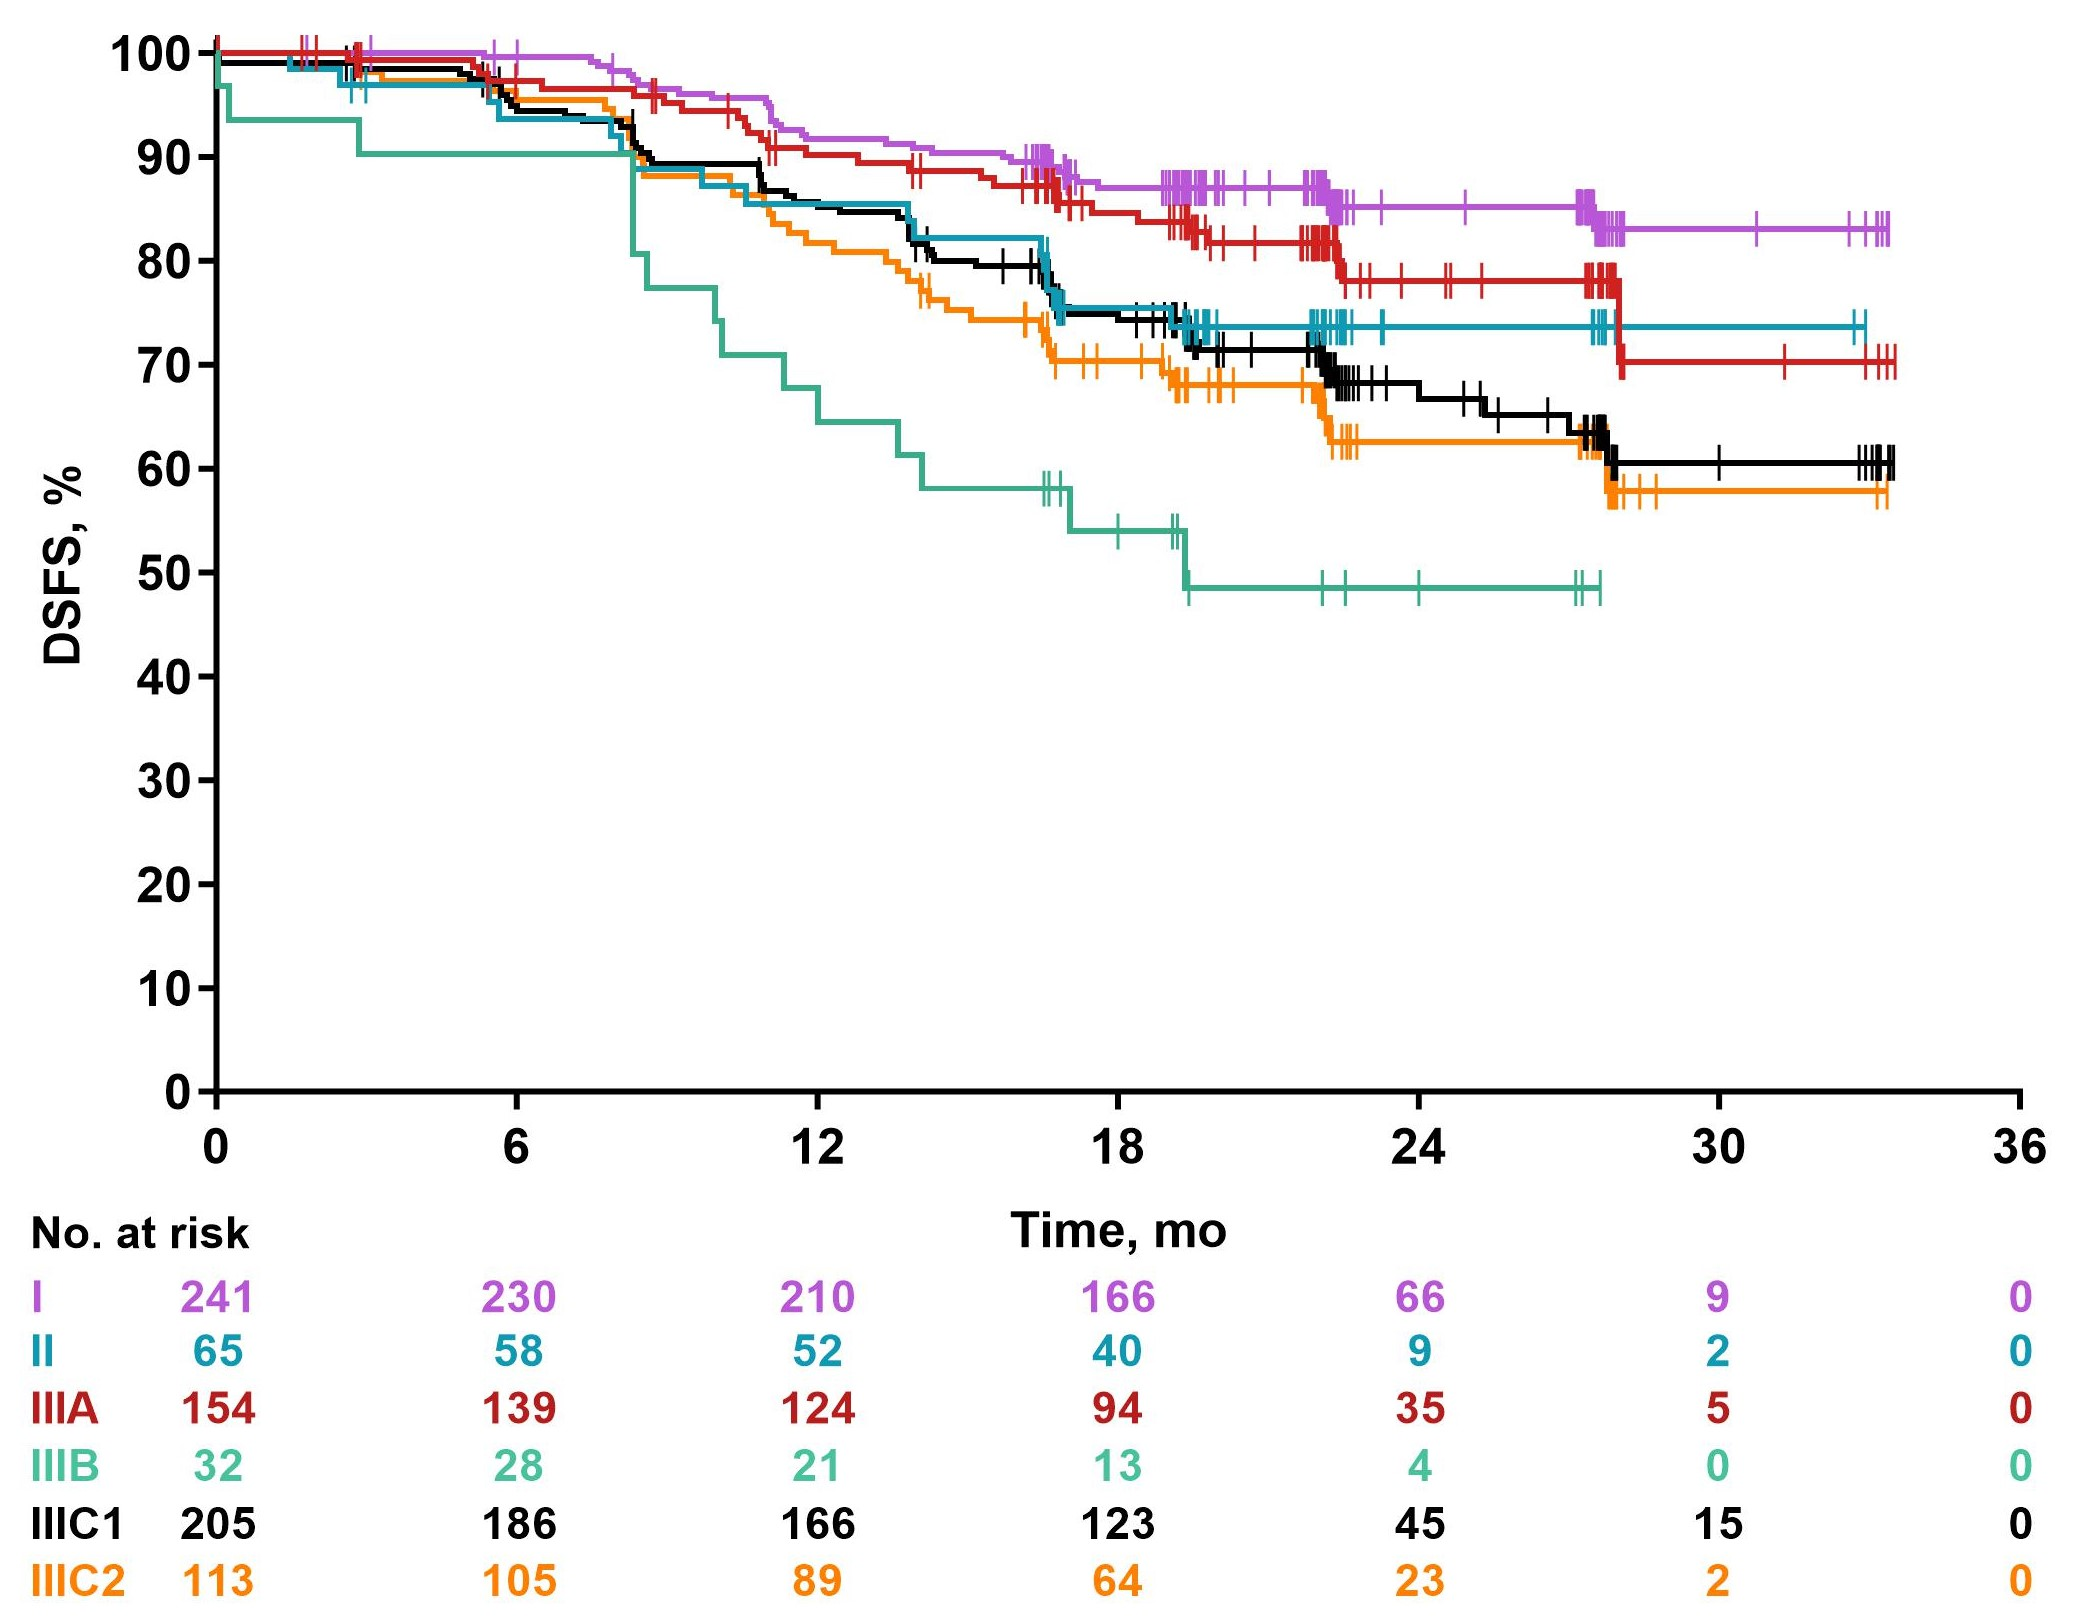 100
90
80
70
60
50
40
30
20
10
0
DSFS, %
0 6 12 18 24 30 36
Time, mo
No. at risk
I 241 230 210 166 66 9 0
II 65 58 52 40 9 2 0
IIIA 154 139 124 94 35 5 0
IIIB 32 28 21 13 4 0 0
IIIC1 205 186 166 123 45 15 0
IIIC2 113 105 89 64 23 2 0